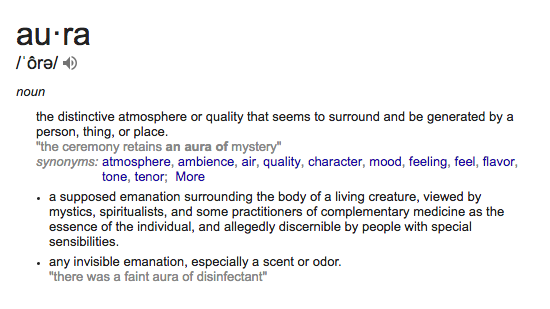 au·ra
/ˈôrə/
noun
the distinctive atmosphere or quality that seems to surround and be generated by a
person, thing, or place.
"the ceremony retains an aura of mystery"
synonyms: atmosphere, ambience, air, quality, character, mood, feeling, feel, flavor,
tone, tenor; More
• a supposed emanation surrounding the body of a living creature, viewed by
mystics, spiritualists, and some practitioners of complementary medicine as the
essence of the individual, and allegedly discernible by people with special
sensibilities.
• any invisible emanation, especially a scent or odor.
"there was a faint aura of disinfectant"